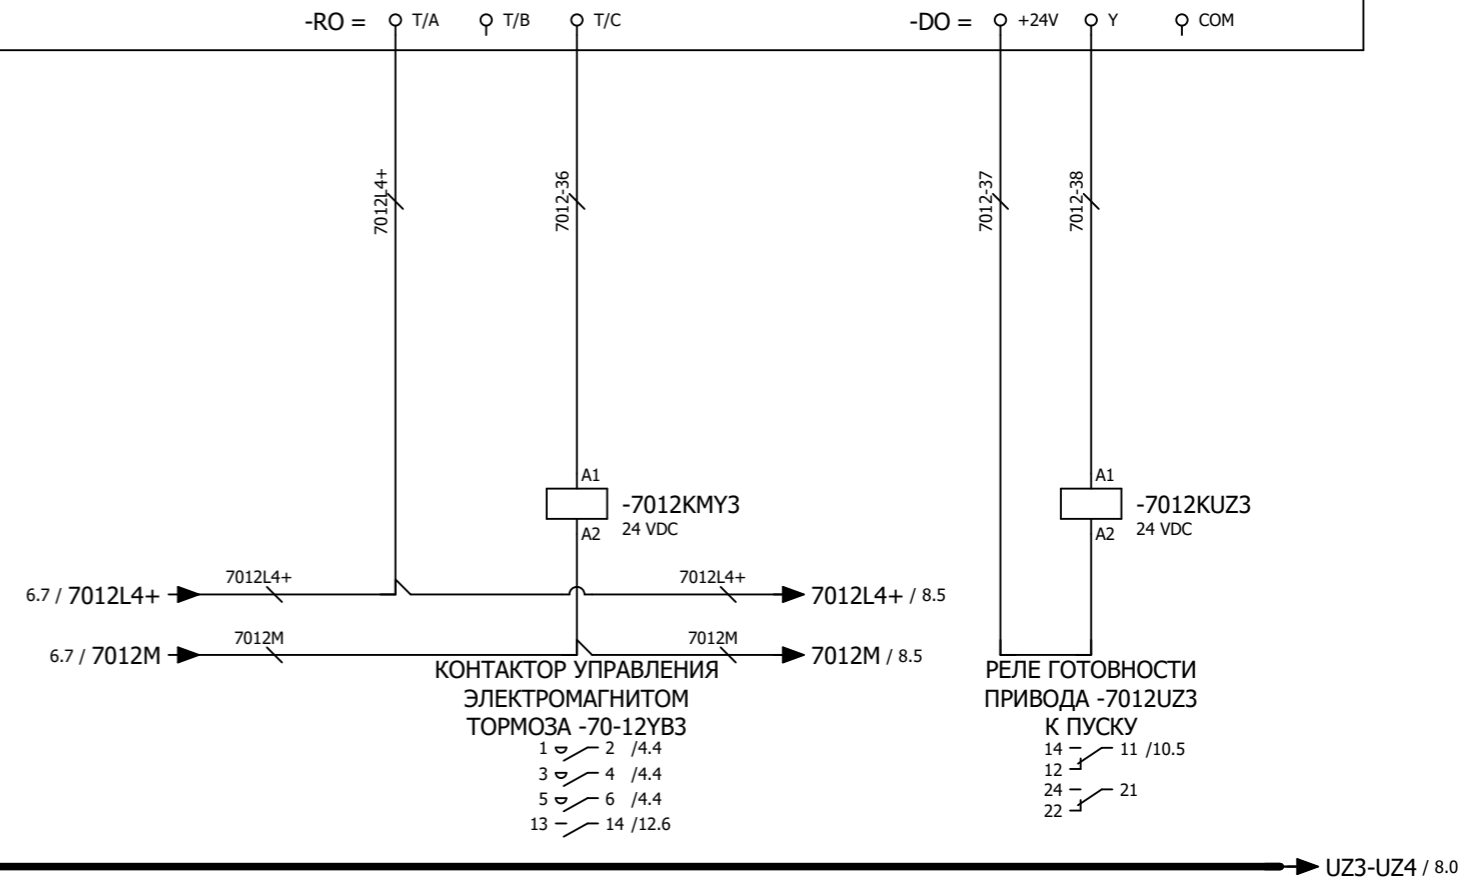 -RO = T/A T/B T/C -DO = +24V Y COM
7012L4+ 7012-36 7012-37 7012-38
A1 A1
-7012KMY3 -7012KUZ3
24 VDC 24 VDC
A2 A2
7012L4+ 7012L4+
6.7 / 7012L4+ 7012L4+ / 8.5
7012M 7012M
6.7 / 7012M 7012M / 8.5
КОНТАКТОР УПРАВЛЕНИЯ
ЭЛЕКТРОМАГНИТОМ
ТОРМОЗА -70-12YB3
1 2 /4.4
3 4 /4.4
5 6 /4.4
13 14 /12.6
РЕЛЕ ГОТОВНОСТИ
ПРИВОДА -7012UZ3
К ПУСКУ
14 11 /10.5
12
24 21
22
UZ3-UZ4 / 8.0